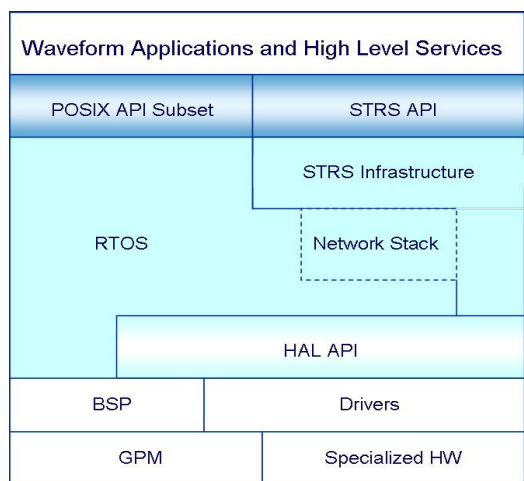 Waveform Applications and High Level Services
POSIX API Subset
STRS API
STRS Infrastructure
RTOS
Network Stack
HAL API
BSP
Drivers
GPM
Specialized HW